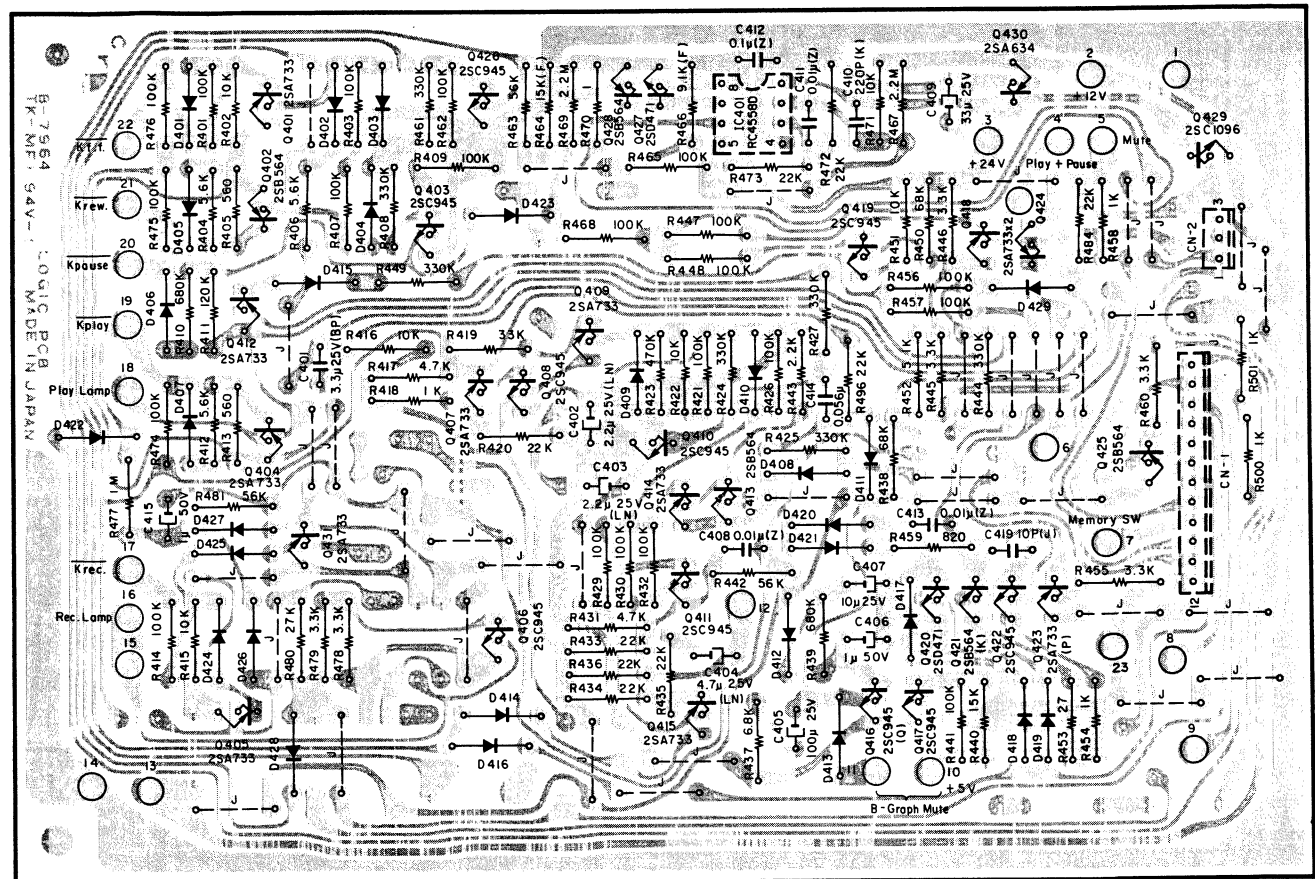 B-7964 LOGIC PCB
MADE IN JAPAN
C412
0.1µ(Z)
Q430
2SA634
2
+12V
1
Q429
2SC1096
22
R476
100K
D401
R401
100K
R402
10K
Q401
2SA733
D402
R403
100K
D403
R461
330K
R462
100K
Q426
2SC945
R463
56K
R464
15K(F)
R469
2.2M
R470
1
Q428
2SB564
Q427
2SD471
R466
9.1K(F)
8
5
1
4
IC401
RC4558D
C411
0.01µ(Z)
C410
220P(K)
R471
10K
R467
2.2M
C409
33µ 25V
R472
22K
3
+24V
4
5
Mute
Play + Pause
21
Krew.
R475
100K
D405
R404
5.6K
R405
560
Q402
2SB564
R406
5.6K
R407
100K
D404
R408
330K
R409
100K
Q403
2SC945
D423
R465
100K
J
R473
22K
R468
100K
R447
100K
R448
100K
Q419
2SC945
R451
10K
R450
68K
R446
3.3K
Q418
2SA733x2
Q424
R484
22K
R458
1K
CN-2
3
1
20
Kpause
D415
R449
330K
R456
100K
R457
100K
D429
19
Kplay
D406
R410
680K
R411
120K
Q412
2SA733
C401
3.3µ25V(BP)
R416
10K
R419
33K
Q409
2SA733
R427
330K
18
Play Lamp
D422
R474
100K
D407
R412
5.6K
R413
560
Q404
2SA733
R417
4.7K
R418
1K
Q407
2SA733
Q408
2SC945
R420
22K
C402
2.2µ 25V(LN)
D409
R423
470K
R422
10K
R421
100K
R424
330K
D410
R426
100K
R443
2.2K
C414
0.056µ
R496
22K
R452
5.1K
R445
3.3K
R444
330K
R460
3.3K
R501
1K
R500
1K
CN-1
12
Q410
2SC945
R425
330K
D408
D411
R438
68K
6
Q425
2SB564
R477
1M
C415
1µ 50V
R481
56K
D427
D425
Q431
2SA733
C403
2.2µ 25V
(LN)
Q414
2SA733
Q413
2SB564
D420
D421
C413
0.01µ(Z)
R459
820
C419 10P(J)
Memory SW
7
17
Krec.
R429
100K
R430
100K
R432
100K
C408 0.01µ(Z)
R442
56K
C407
10µ25V
D417
R455
3.3K
16
Rec.Lamp
15
R414
100K
R415
10K
D424
D426
R480
27K
R479
3.3K
R478
3.3K
Q406
2SC945
R431
4.7K
R433
22K
R436
22K
R434
22K
Q411
2SC945
R435
22K
12
D412
R439
680K
C406
1µ 50V
Q420
2SD471
Q421
2SB564
(K)
Q422
2SC945
Q423
2SA733
(P)
23
8
C404
4.7µ 25V
(LN)
D414
D416
Q405
2SA733
D428
14
13
Q415
2SA733
R437
6.8K
C405
100µ 25V
D413
Q416
2SC945
(Q)
Q417
2SC945
R441
100K
R440
15K
D418
D419
R453
27
R454
1K
9
11
10
+5V
B-Graph Mute